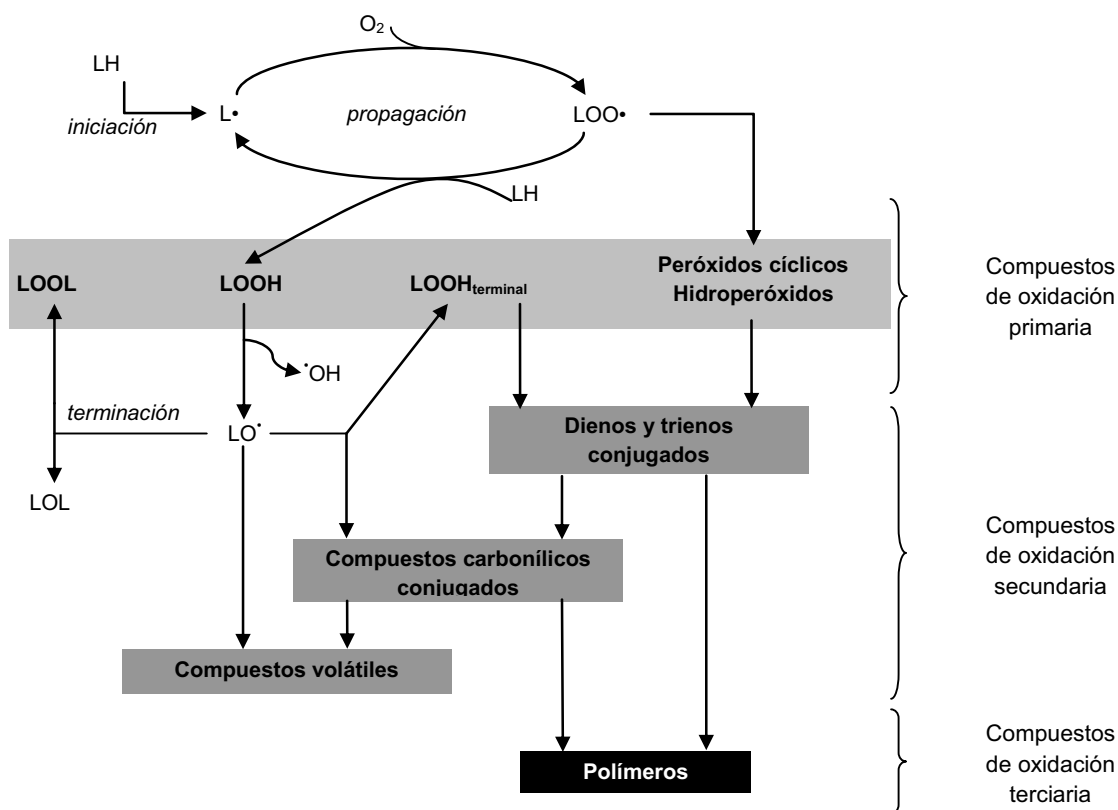 O₂
LH
iniciación
L•
propagación
LOO•
LH
LOOL
LOOH
LOOHterminal
Peróxidos cíclicos
Hidroperóxidos
Compuestos
de oxidación
primaria
•OH
terminación
LO•
Dienos y trienos
conjugados
LOL
Compuestos carbonílicos
conjugados
Compuestos
de oxidación
secundaria
Compuestos volátiles
Polímeros
Compuestos
de oxidación
terciaria